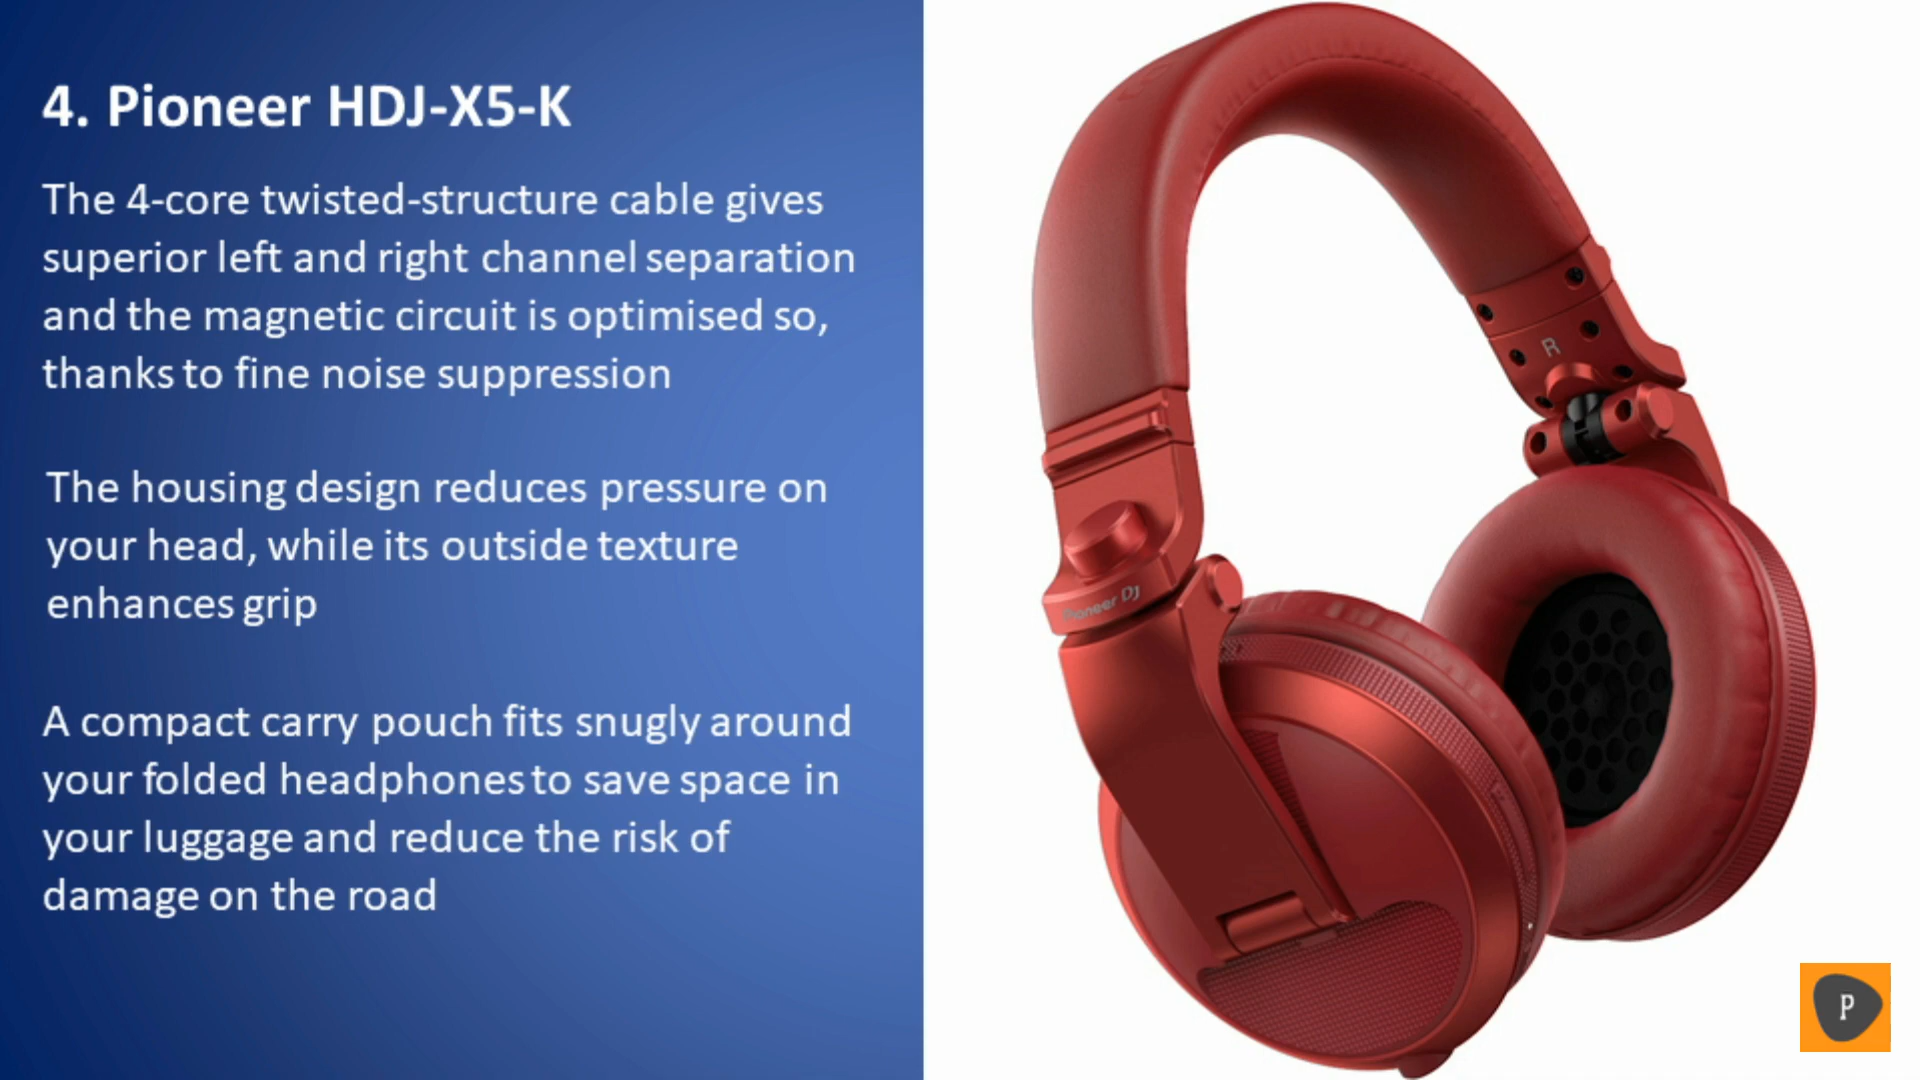 4. Pioneer HDJ-X5-K
The 4-core twisted-structure cable gives
superior left and right channel separation
and the magnetic circuit is optimised so,
thanks to fine noise suppression
The housing design reduces pressure on
your head, while its outside texture
enhances grip
A compact carry pouch fits snugly around
your folded headphones to save space in
your luggage and reduce the risk of
damage on the road
R
Pioneer DJ
P